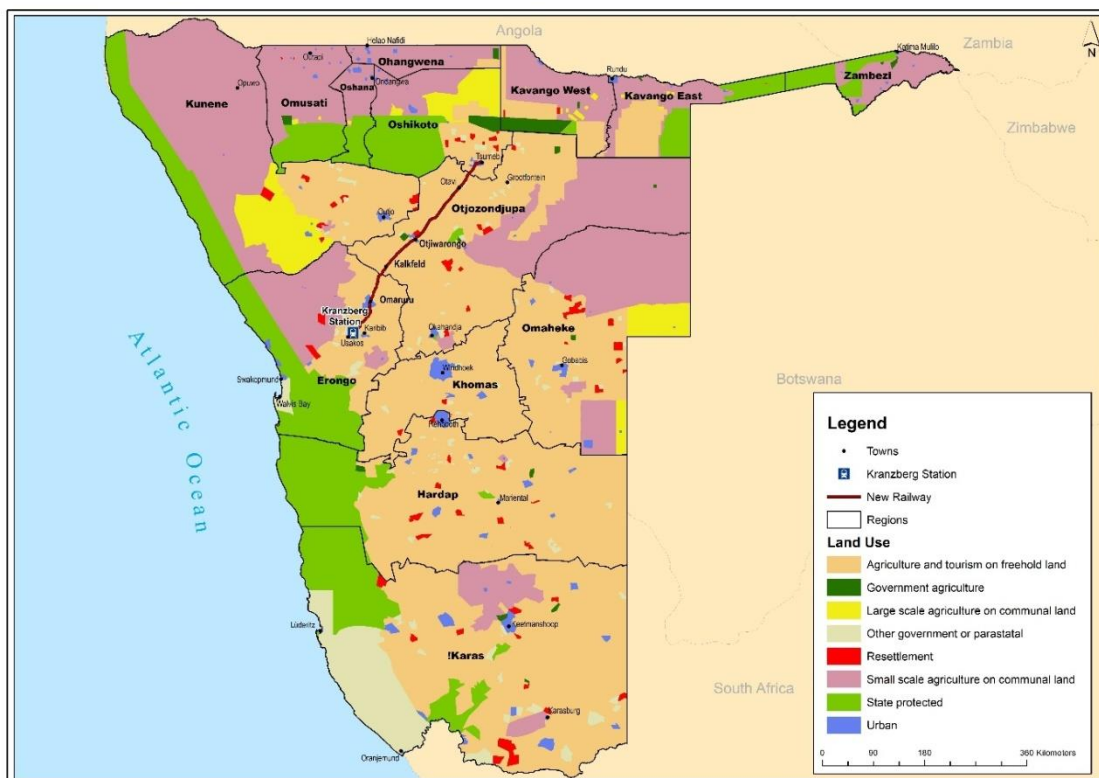 Angola
Zambia
N
Helao Nafidi
Outapi
Ohangwena
Katima Mulilo
Rundu
Zambezi
Opuwo
Oshana
Ondangwa
Kunene
Omusati
Kavango West
Kavango East
Zimbabwe
Oshikoto
Tsumeb
Otavi
Grootfontein
Otjozondjupa
Outjo
Otjiwarongo
Kalkfeld
Omaruru
Kranzberg
Station
Karibib
Usakos
Okahandja
Omaheke
Atlantic Ocean
Gobabis
Windhoek
Swakopmund
Erongo
Khomas
Botswana
Walvis Bay
Rehoboth
Hardap
Mariental
Lüderitz
Keetmanshoop
!Karas
South Africa
Karasburg
Oranjemund
Legend
Towns
Kranzberg Station
New Railway
Regions
Land Use
Agriculture and tourism on freehold land
Government agriculture
Large scale agriculture on communal land
Other government or parastatal
Resettlement
Small scale agriculture on communal land
State protected
Urban
0 90 180 360 Kilometers